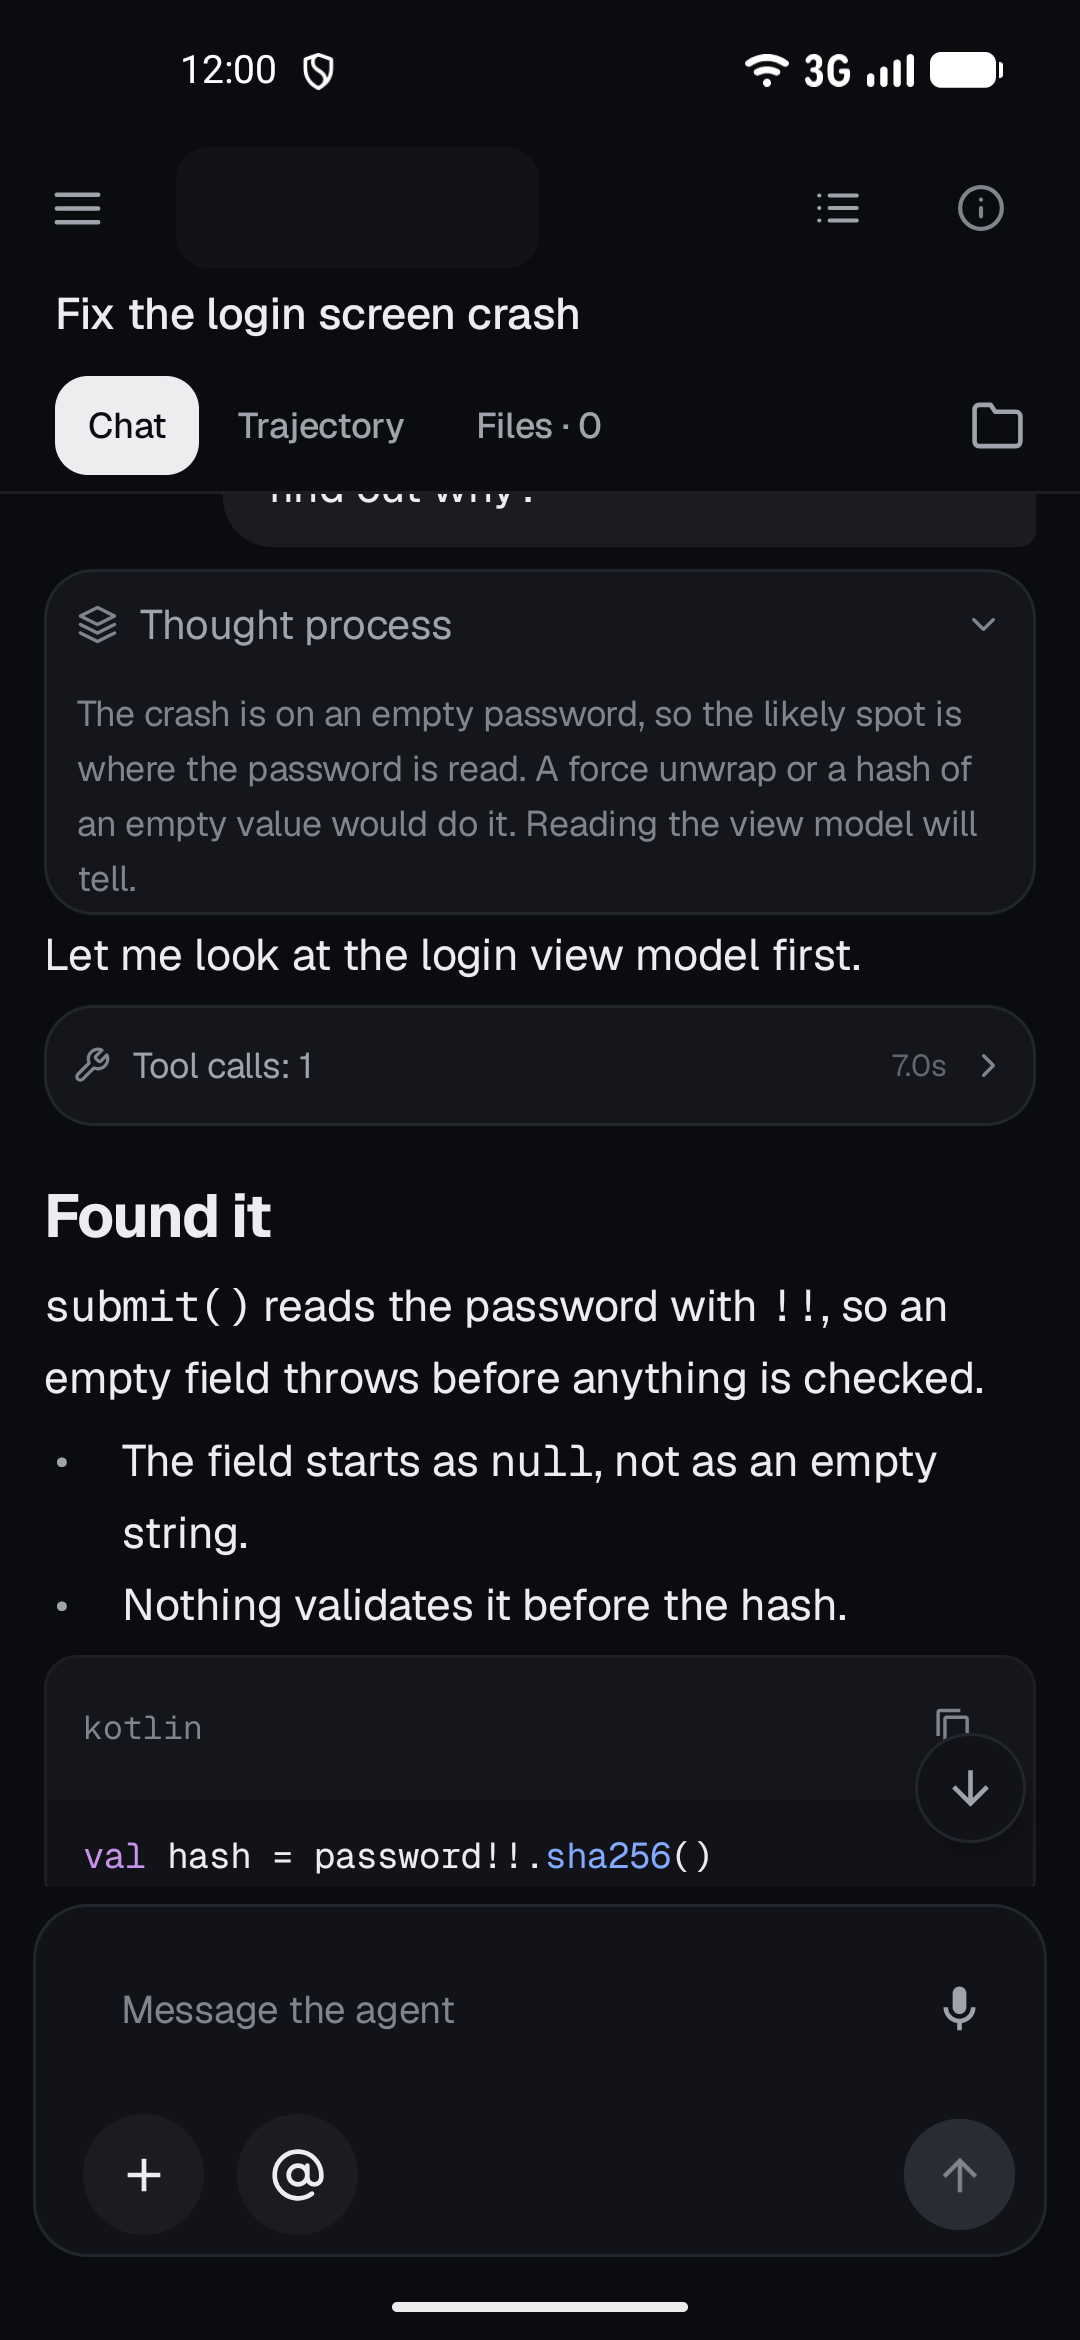 12:00
3G
Fix the login screen crash
Chat
Trajectory
Files · 0
find out why?
Thought process
The crash is on an empty password, so the likely spot is
where the password is read. A force unwrap or a hash of
an empty value would do it. Reading the view model will
tell.
Let me look at the login view model first.
Tool calls: 1
7.0s
Found it
submit() reads the password with !!, so an
empty field throws before anything is checked.
• The field starts as null, not as an empty
string.
• Nothing validates it before the hash.
kotlin
val hash = password!!.sha256()
Message the agent